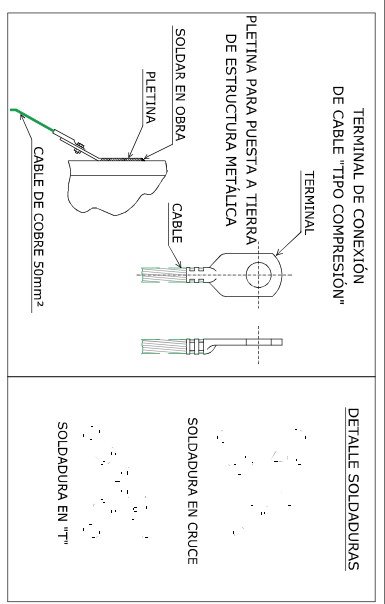 TERMINAL DE CONEXIÓN
DE CABLE "TIPO COMPRESIÓN"
TERMINAL
CABLE
PLETINA PARA PUESTA A TIERRA
DE ESTRUCTURA METÁLICA
SOLDAR EN OBRA
PLETINA
CABLE DE COBRE 50mm²
DETALLE SOLDADURAS
SOLDADURA EN CRUCE
SOLDADURA EN "T"